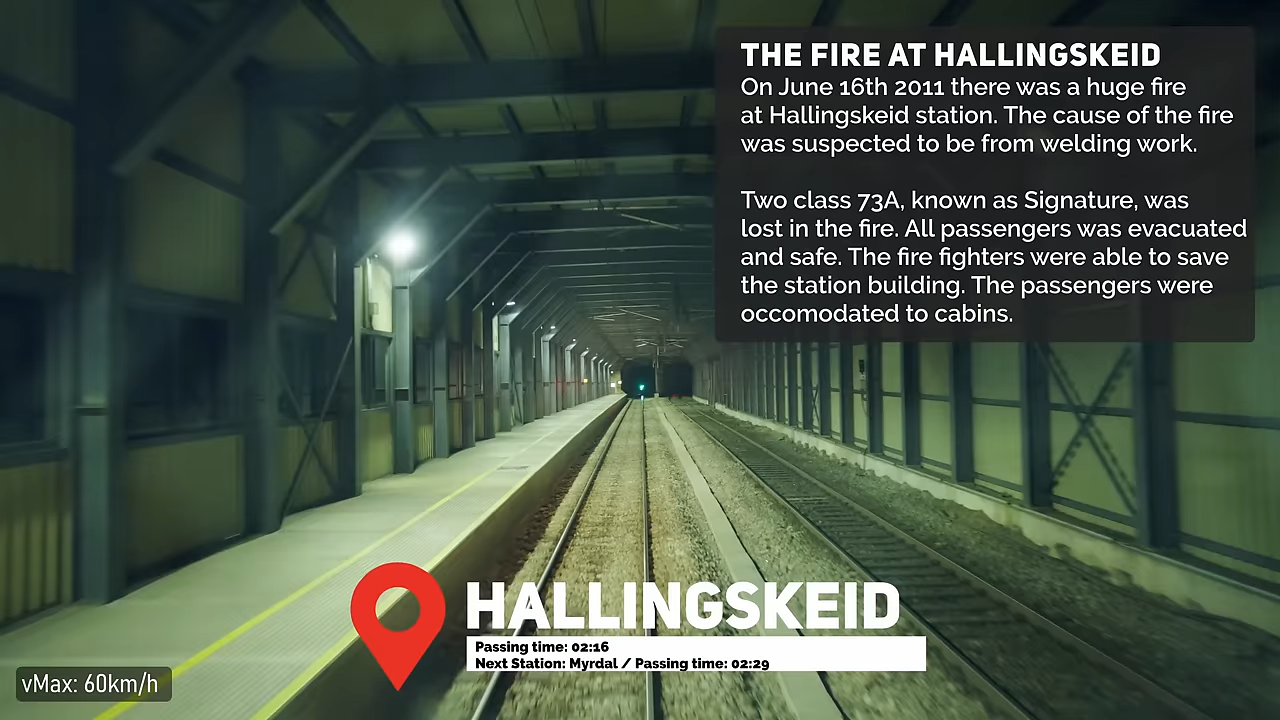 THE FIRE AT HALLINGSKEID
On June 16th 2011 there was a huge fire
at Hallingskeid station. The cause of the fire
was suspected to be from welding work.
Two class 73A, known as Signature, was
lost in the fire. All passengers was evacuated
and safe. The fire fighters were able to save
the station building. The passengers were
occomodated to cabins.
HALLINGSKEID
Passing time: 02:16
Next Station: Myrdal / Passing time: 02:29
vMax: 60km/h